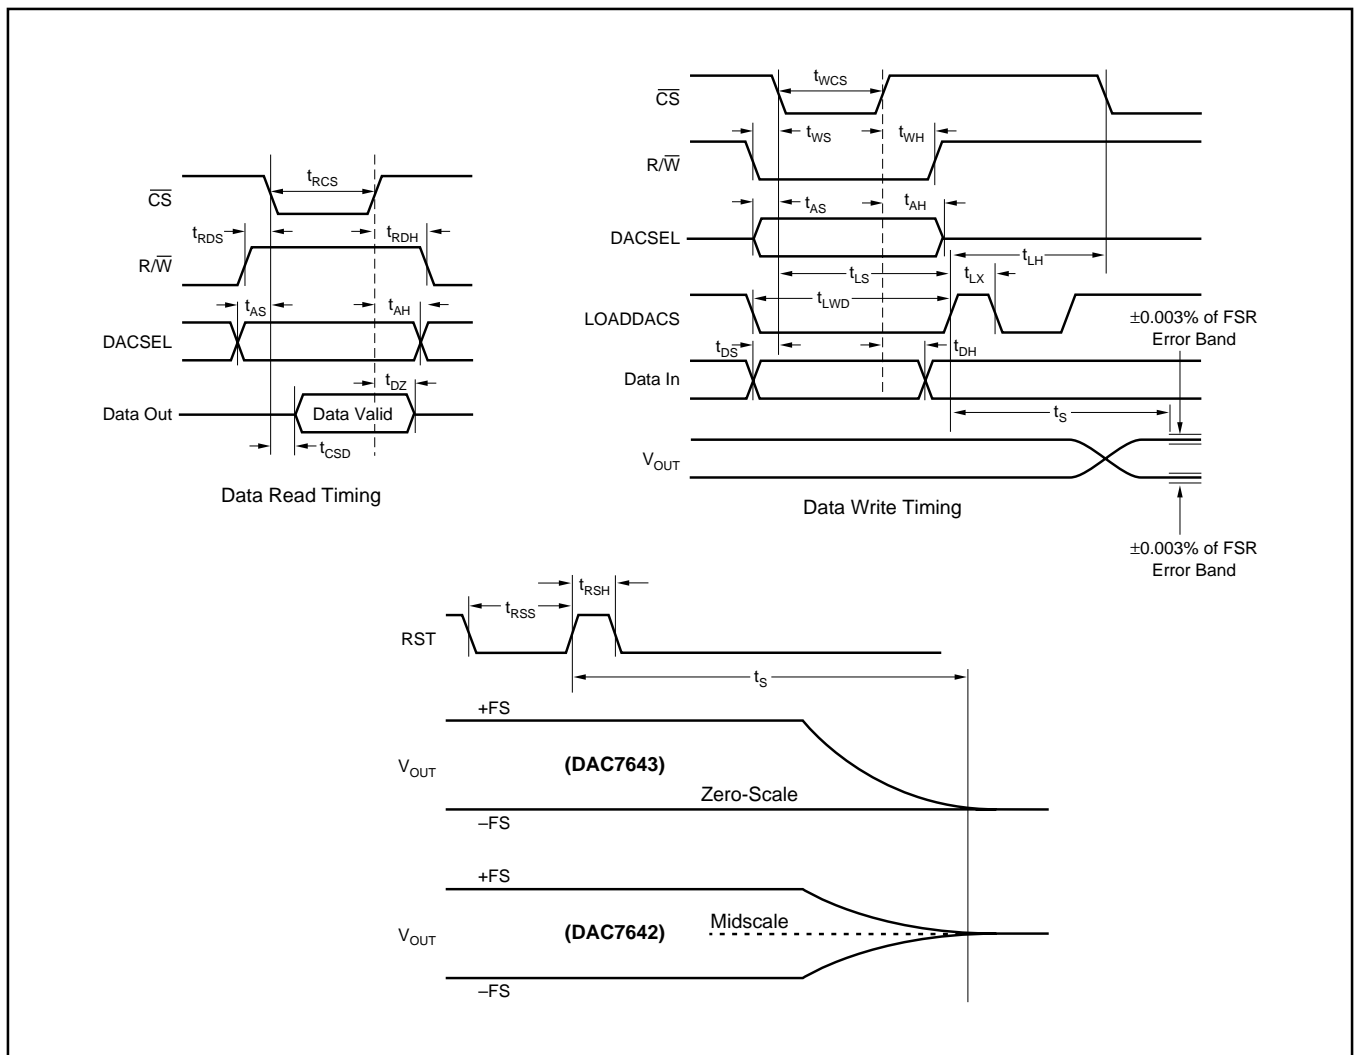 CS
tRCS
tRDS
tRDH
R/W
tAS
tAH
DACSEL
tDZ
Data Out
Data Valid
tCSD
Data Read Timing
CS
tWCS
tWS
tWH
R/W
tAS
tAH
DACSEL
tLS
tLH
tLX
LOADDACS
tLWD
±0.003% of FSR
Error Band
tDS
tDH
Data In
tS
VOUT
Data Write Timing
±0.003% of FSR
Error Band
RST
tRSS
tRSH
tS
+FS
VOUT
(DAC7643)
Zero-Scale
–FS
+FS
VOUT
(DAC7642)
Midscale
–FS